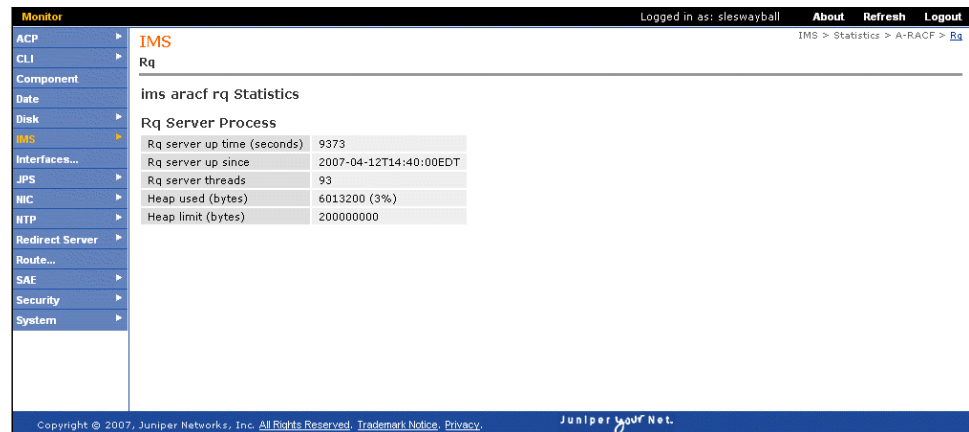 Monitor
Logged in as: sleswayball About Refresh Logout
ACP
CLI
Component
Date
Disk
IMS
Interfaces...
JPS
NIC
NTP
Redirect Server
Route...
SAE
Security
System
IMS > Statistics > A-RACF > Rq
IMS
Rq
ims aracf rq Statistics
Rq Server Process
Rq server up time (seconds) 9373
Rq server up since 2007-04-12T14:40:00EDT
Rq server threads 93
Heap used (bytes) 6013200 (3%)
Heap limit (bytes) 200000000
Copyright © 2007, Juniper Networks, Inc. All Rights Reserved. Trademark Notice. Privacy.
Juniper your Net.